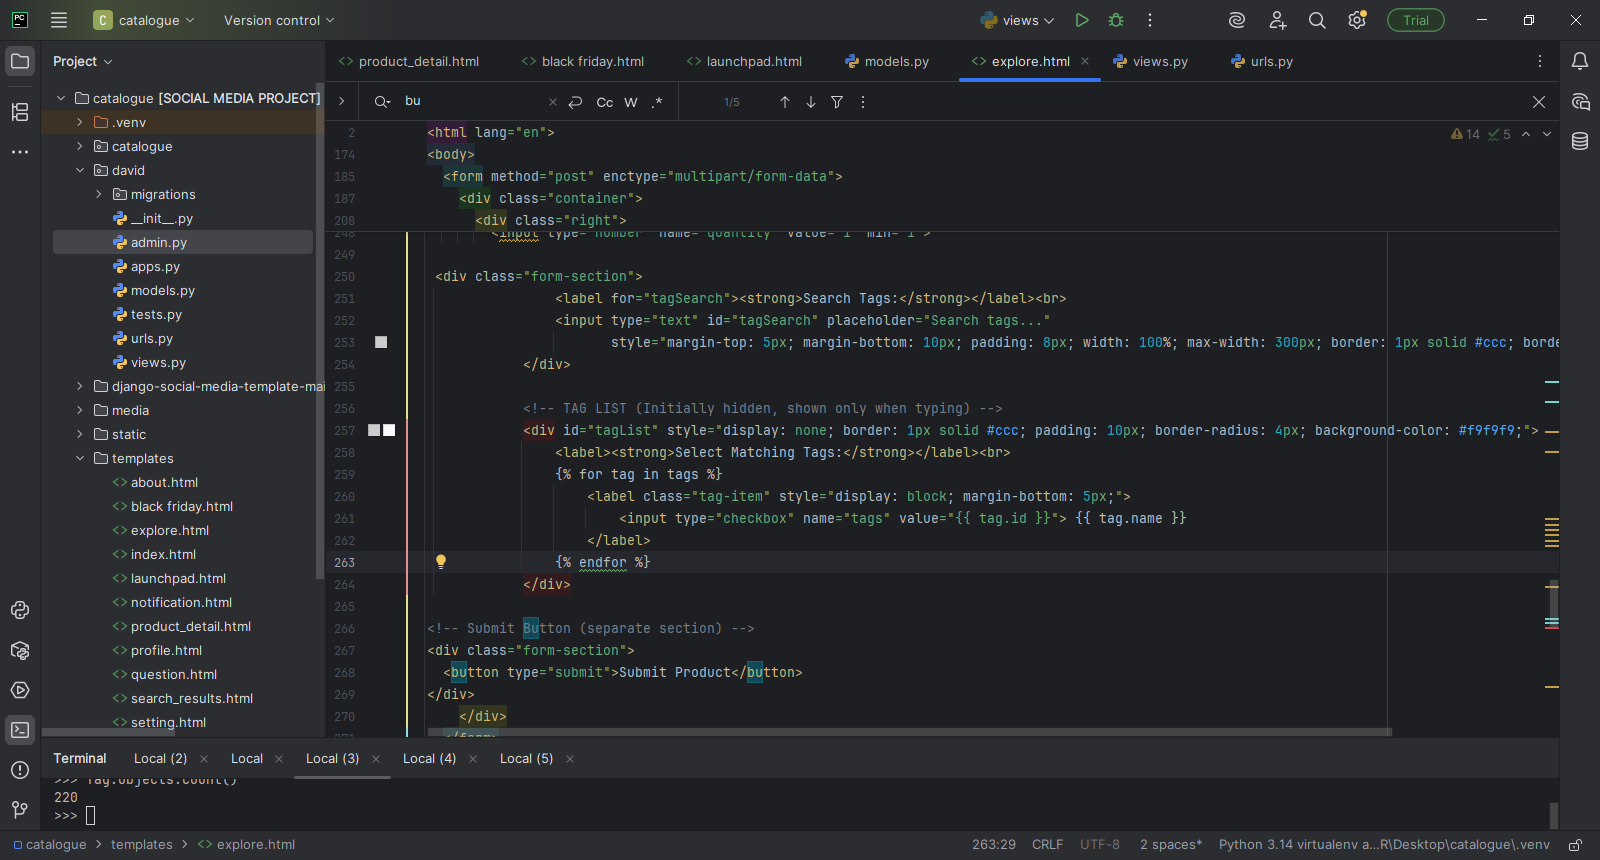 PC
C catalogue
Version control
views
Trial
Project
product_detail.html
black friday.html
launchpad.html
models.py
explore.html
views.py
urls.py
bu
Cc W .*
1/5
catalogue [SOCIAL MEDIA PROJECT]
.venv
catalogue
david
migrations
__init__.py
admin.py
apps.py
models.py
tests.py
urls.py
views.py
django-social-media-template-mai
media
static
templates
about.html
black friday.html
explore.html
index.html
launchpad.html
notification.html
product_detail.html
profile.html
question.html
search_results.html
setting.html
14 5
2 <html lang="en">
174 <body>
185 <form method="post" enctype="multipart/form-data">
187 <div class="container">
208 <div class="right">
248 <input type="number" name="quantity" value="1" min="1">
249
250 <div class="form-section">
251 <label for="tagSearch"><strong>Search Tags:</strong></label><br>
252 <input type="text" id="tagSearch" placeholder="Search tags..."
253 style="margin-top: 5px; margin-bottom: 10px; padding: 8px; width: 100%; max-width: 300px; border: 1px solid #ccc; borde
254 </div>
255
256 <!-- TAG LIST (Initially hidden, shown only when typing) -->
257 <div id="tagList" style="display: none; border: 1px solid #ccc; padding: 10px; border-radius: 4px; background-color: #f9f9f9;">
258 <label><strong>Select Matching Tags:</strong></label><br>
259 {% for tag in tags %}
260 <label class="tag-item" style="display: block; margin-bottom: 5px;">
261 <input type="checkbox" name="tags" value="{{ tag.id }}"> {{ tag.name }}
262 </label>
263 {% endfor %}
264 </div>
265
266 <!-- Submit Button (separate section) -->
267 <div class="form-section">
268 <button type="submit">Submit Product</button>
269 </div>
270 </div>
271 </form>
Terminal
Local (2)
Local
Local (3)
Local (4)
Local (5)
>>> Tag.objects.count()
220
>>>
catalogue > templates > explore.html
263:29
CRLF
UTF-8
2 spaces*
Python 3.14 virtualenv a...R\Desktop\catalogue\.venv